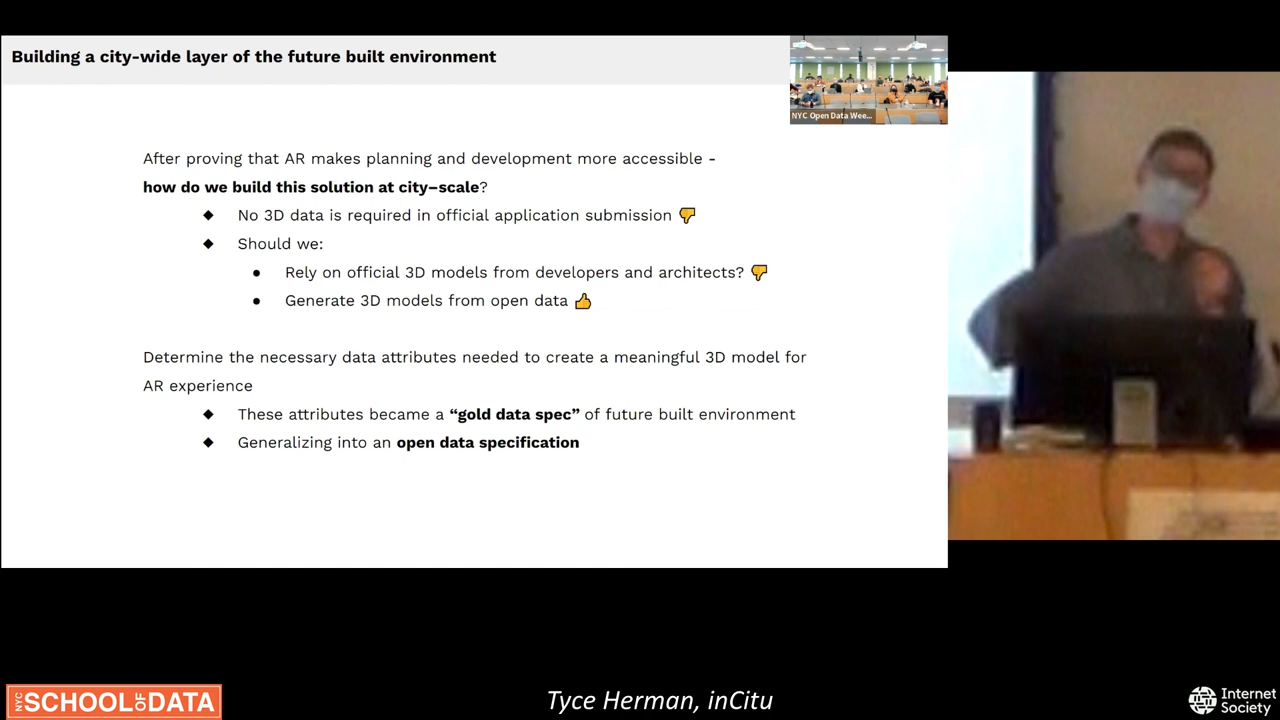 Building a city-wide layer of the future built environment
NYC Open Data Wee...
After proving that AR makes planning and development more accessible -
how do we build this solution at city–scale?
◆ No 3D data is required in official application submission 👎
◆ Should we:
● Rely on official 3D models from developers and architects? 👎
● Generate 3D models from open data 👍
Determine the necessary data attributes needed to create a meaningful 3D model for
AR experience
◆ These attributes became a “gold data spec” of future built environment
◆ Generalizing into an open data specification
NYC SCHOOL OF DATA
Tyce Herman, inCitu
Internet
Society